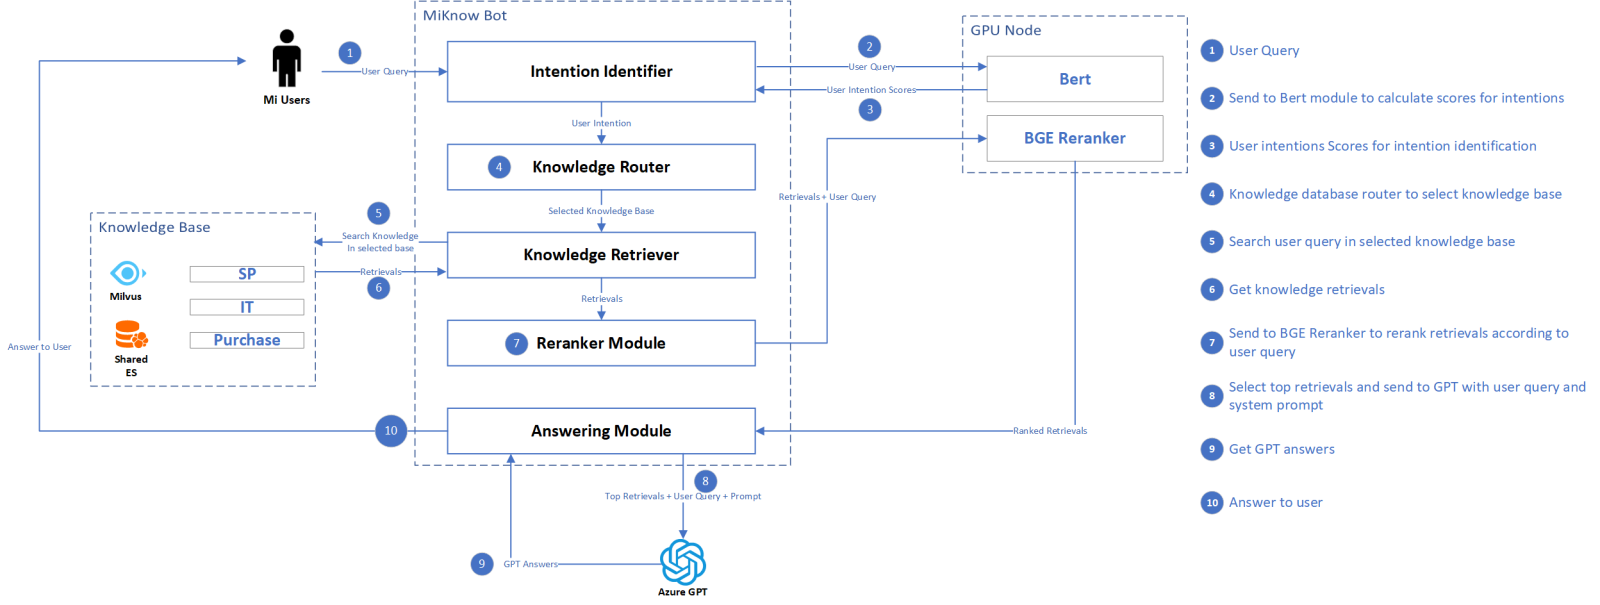 MiKnow Bot
GPU Node
1
User Query
Mi Users
Intention Identifier
2
User Query
User Intention Scores
3
Bert
BGE Reranker
User Intention
4
Knowledge Router
Retrievals + User Query
Selected Knowledge Base
5
Search Knowledge
In selected base
Retrievals
6
Knowledge Retriever
Knowledge Base
Milvus
Shared
ES
SP
IT
Purchase
Retrievals
7
Reranker Module
Answer to User
10
Answering Module
Ranked Retrievals
8
Top Retrievals + User Query + Prompt
9
GPT Answers
Azure GPT
1 User Query
2 Send to Bert module to calculate scores for intentions
3 User intentions Scores for intention identification
4 Knowledge database router to select knowledge base
5 Search user query in selected knowledge base
6 Get knowledge retrievals
7 Send to BGE Reranker to rerank retrievals according to
user query
8 Select top retrievals and send to GPT with user query and
system prompt
9 Get GPT answers
10 Answer to user